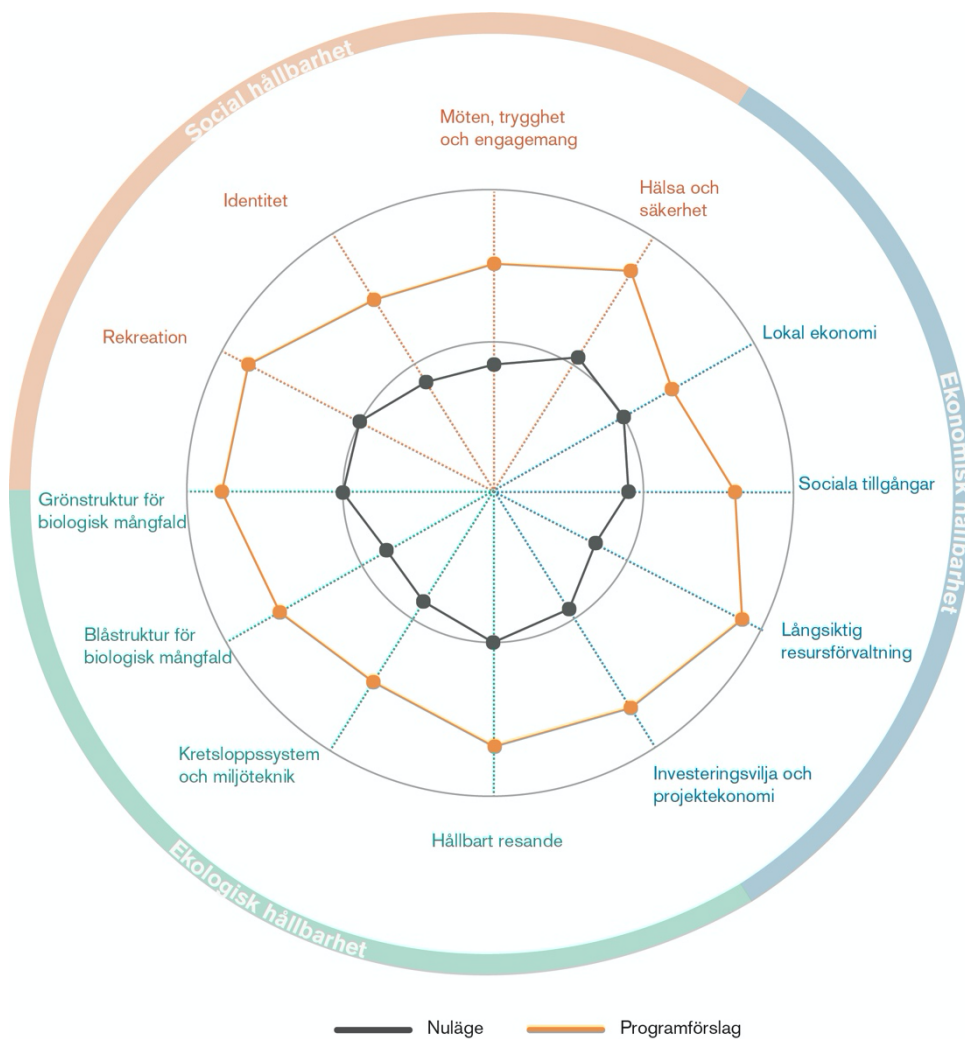 Social hållbarhet
Möten, trygghet
och engagemang
Hälsa och
säkerhet
Identitet
Lokal ekonomi
Rekreation
Ekonomisk hållbarhet
Sociala tillgångar
Grönstruktur för
biologisk mångfald
Långsiktig
resursförvaltning
Blåstruktur för
biologisk mångfald
Kretsloppssystem
och miljöteknik
Investeringsvilja och
projektekonomi
Hållbart resande
Ekologisk hållbarhet
Nuläge
Programförslag